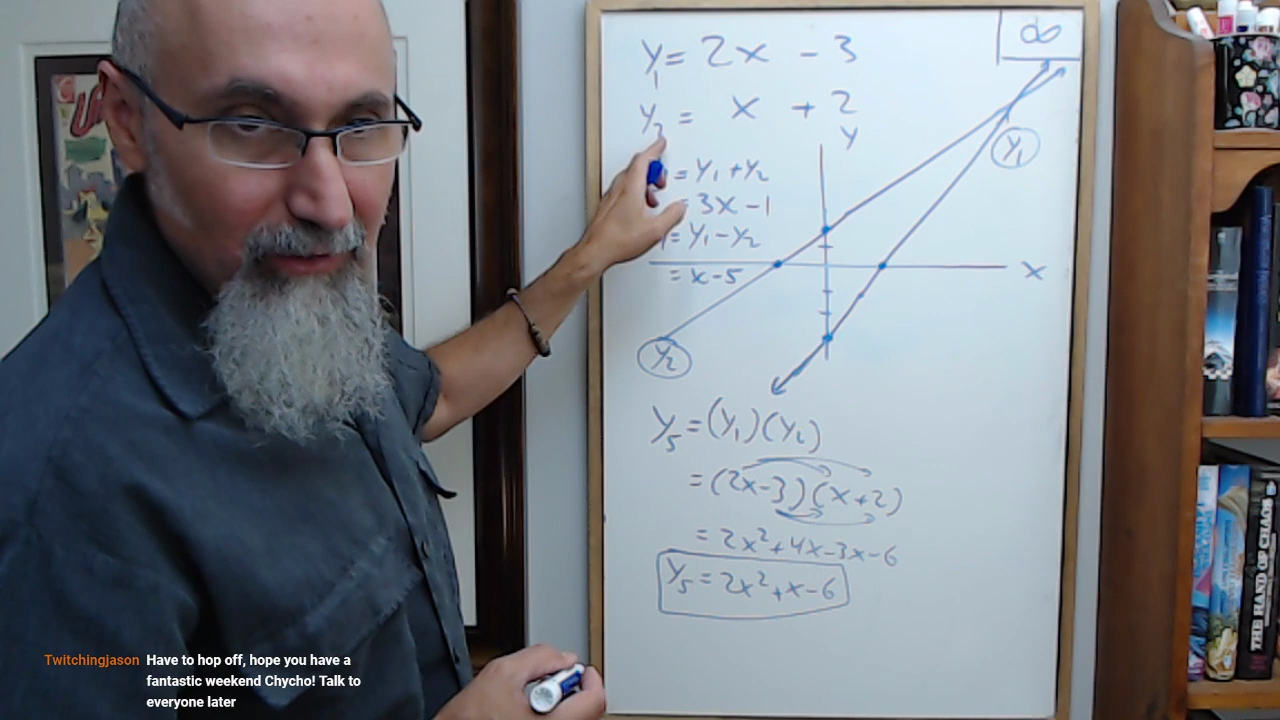 y₁ = 2x - 3
y₂ = x + 2
y
= y₁ + y₂
= 3x - 1
= y₁ - y₂
= x - 5
x
y₁
y₂
y₅ = (y₁)(y₂)
= (2x-3)(x+2)
= 2x² + 4x - 3x - 6
y₅ = 2x² + x - 6
THE HAND OF CHAOS
Twitchingjason Have to hop off, hope you have a
fantastic weekend Chycho! Talk to
everyone later